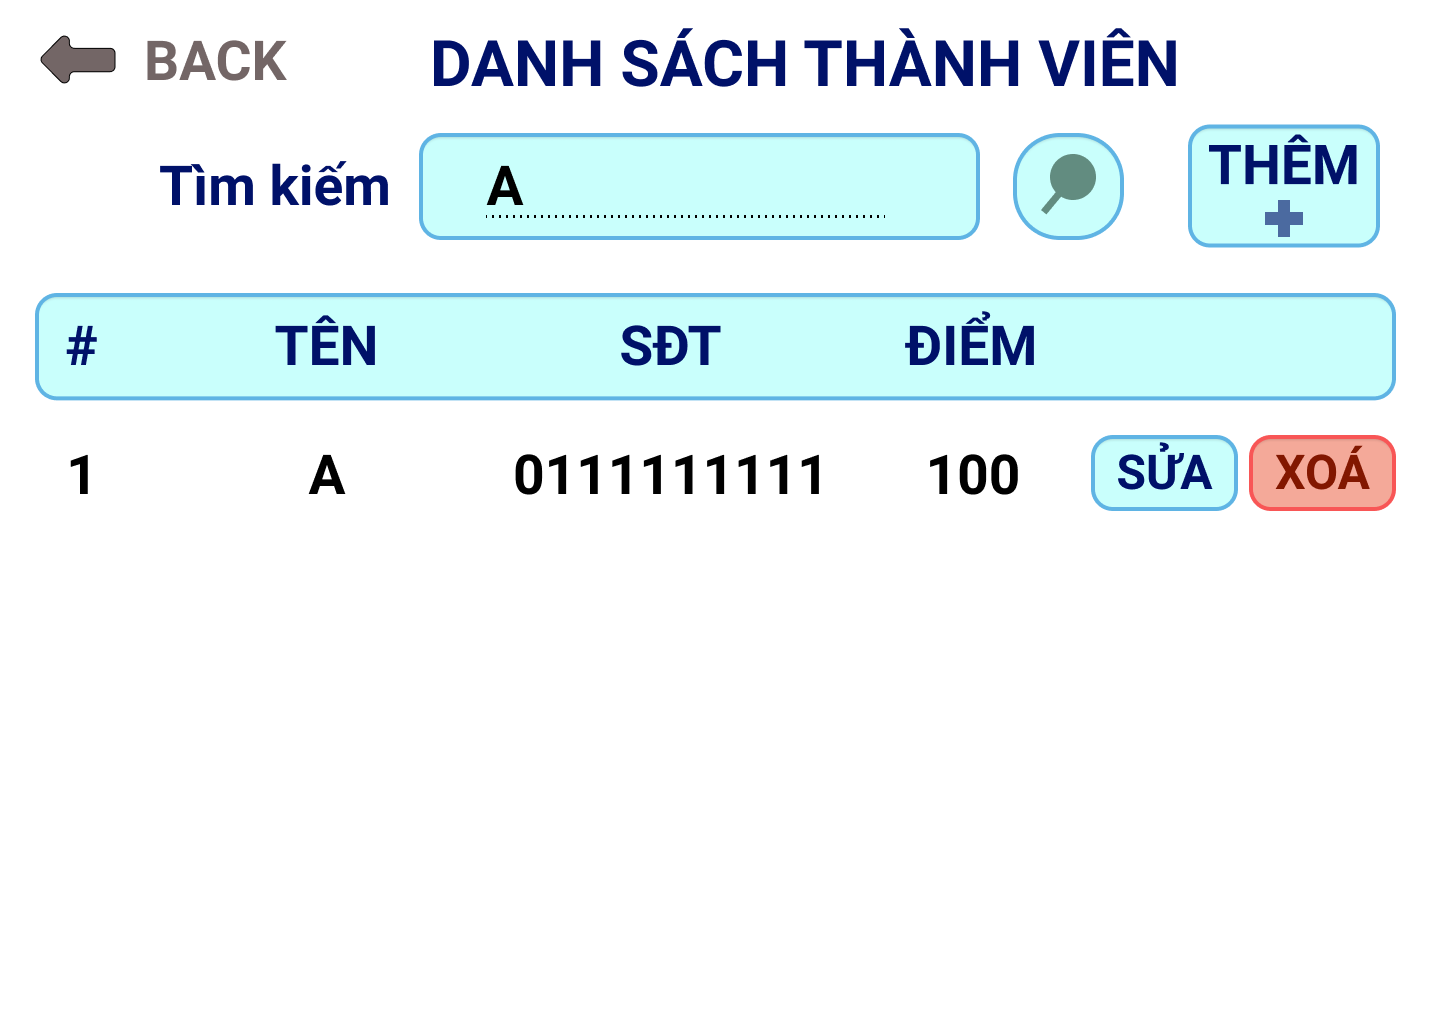 BACK DANH SÁCH THÀNH VIÊN
Tìm kiếm A THÊM
# TÊN SĐT ĐIỂM
1 A 0111111111 100 SỬA XOÁ